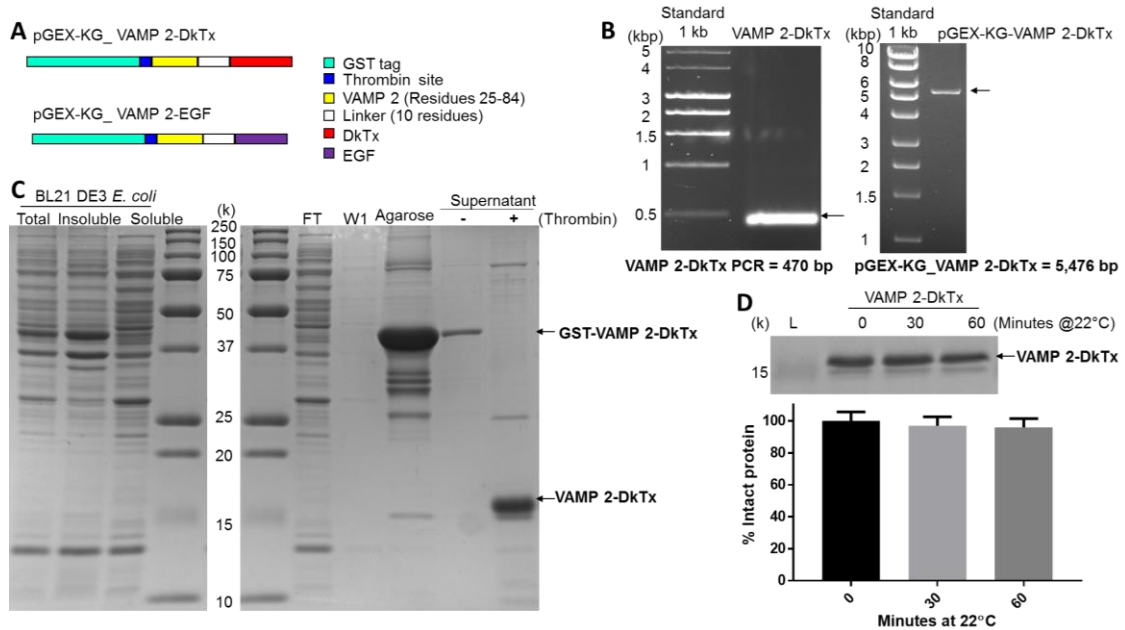 A
pGEX-KG_ VAMP 2-DkTx
pGEX-KG_ VAMP 2-EGF
GST tag
Thrombin site
VAMP 2 (Residues 25-84)
Linker (10 residues)
DkTx
EGF
B
Standard
(kbp) 1 kb VAMP 2-DkTx
5
4
3
2
1.5
1
0.5
VAMP 2-DkTx PCR = 470 bp
Standard
(kbp) 1 kb pGEX-KG-VAMP 2-DkTx
10
8
6
5
4
3
2
1.5
1
pGEX-KG_VAMP 2-DkTx = 5,476 bp
C
BL21 DE3 E. coli
Total Insoluble Soluble
(k)
250
150
100
75
50
37
25
20
15
10
Supernatant
FT W1 Agarose - + (Thrombin)
GST-VAMP 2-DkTx
VAMP 2-DkTx
D
VAMP 2-DkTx
(k) L 0 30 60 (Minutes @22°C)
15
VAMP 2-DkTx
% Intact protein
100
80
60
40
20
0
0 30 60
Minutes at 22°C